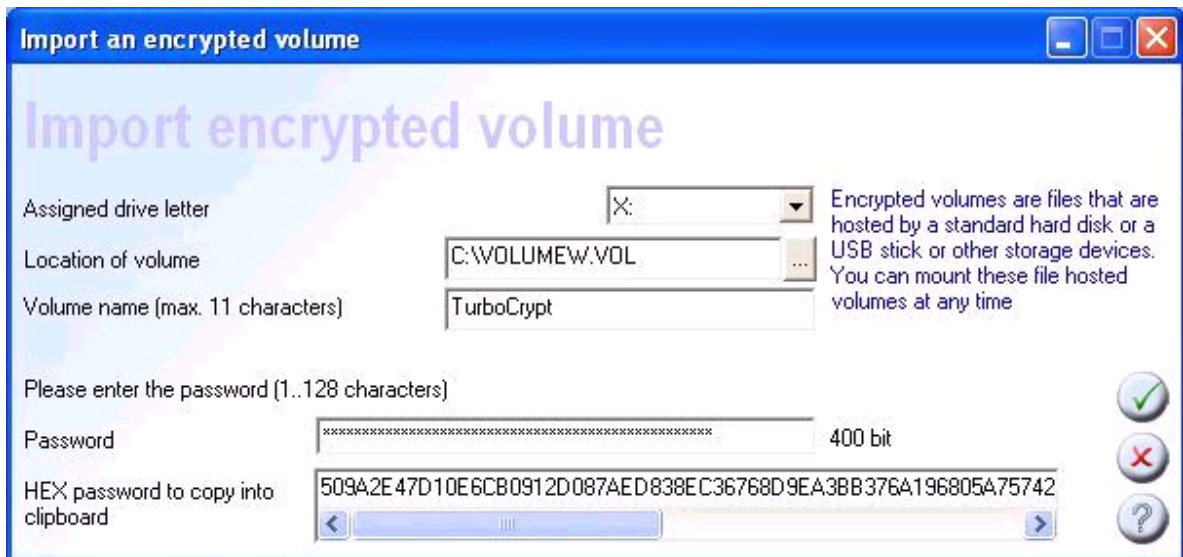 Import an encrypted volume
Import encrypted volume
Assigned drive letter
X:
Encrypted volumes are files that are
hosted by a standard hard disk or a
USB stick or other storage devices.
You can mount these file hosted
volumes at any time
Location of volume
C:\VOLUMEW.VOL
...
Volume name (max. 11 characters)
TurboCrypt
Please enter the password (1..128 characters)
Password
**************************************************
400 bit
HEX password to copy into
clipboard
509A2E47D10E6CB0912D087AED838EC36768D9EA3BB376A196805A75742
?